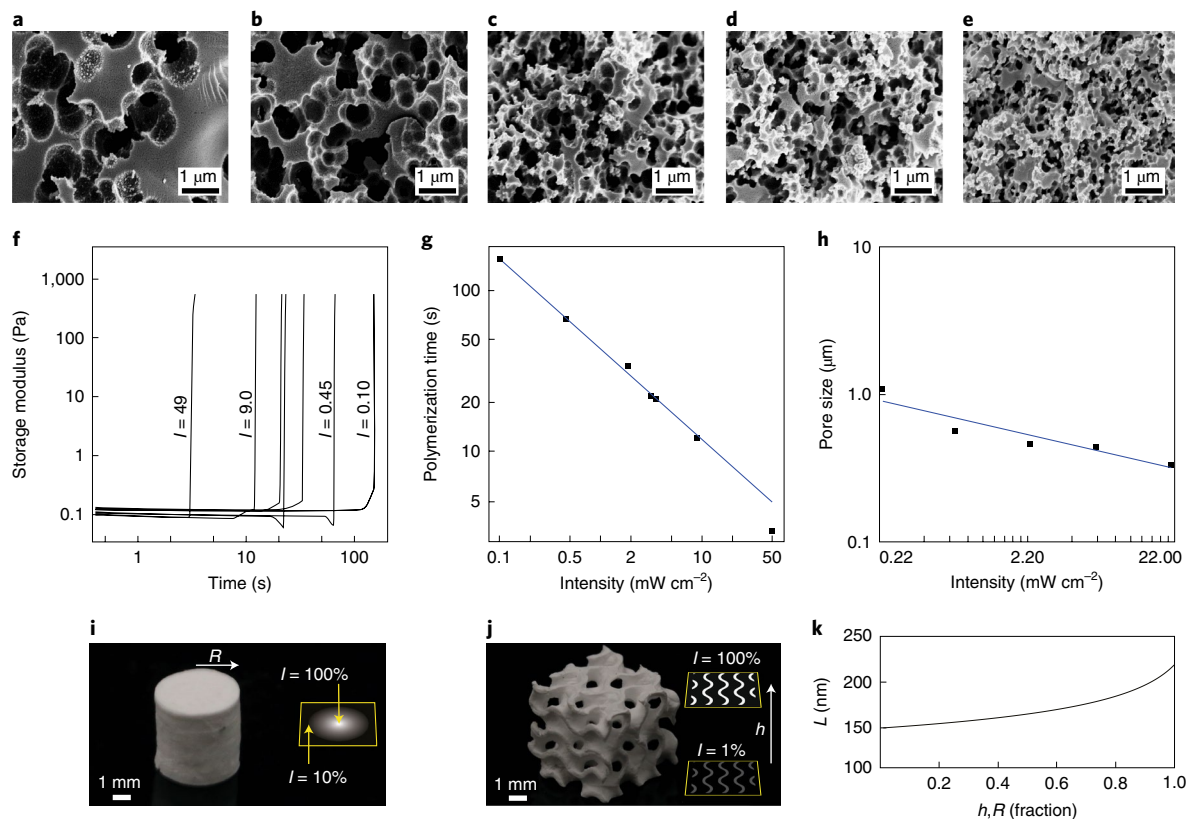 a
b
c
d
e
1 μm
1 μm
1 μm
1 μm
1 μm
f
Storage modulus (Pa)
1,000
100
10
1
0.1
I = 49
I = 9.0
I = 0.45
I = 0.10
1
10
100
Time (s)
g
Polymerization time (s)
100
50
20
10
5
0.1
0.5
2
10
50
Intensity (mW cm⁻²)
h
Pore size (μm)
10
1.0
0.1
0.22
2.20
22.00
Intensity (mW cm⁻²)
i
R
I = 100%
I = 10%
1 mm
j
I = 100%
h
I = 1%
1 mm
k
L (nm)
250
200
150
100
0.2
0.4
0.6
0.8
1.0
h,R (fraction)